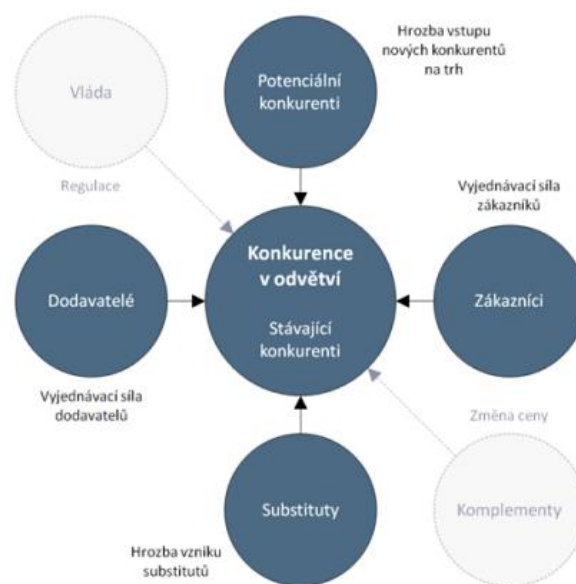 Hrozba vstupu
nových konkurentů
na trh
Vláda
Potenciální
konkurenti
Regulace
Vyjednávací síla
zákazníků
Konkurence
v odvětví
Dodavatelé
Stávající
konkurenti
Zákazníci
Vyjednávací síla
dodavatelů
Změna ceny
Substituty
Komplementy
Hrozba vzniku
substitutů